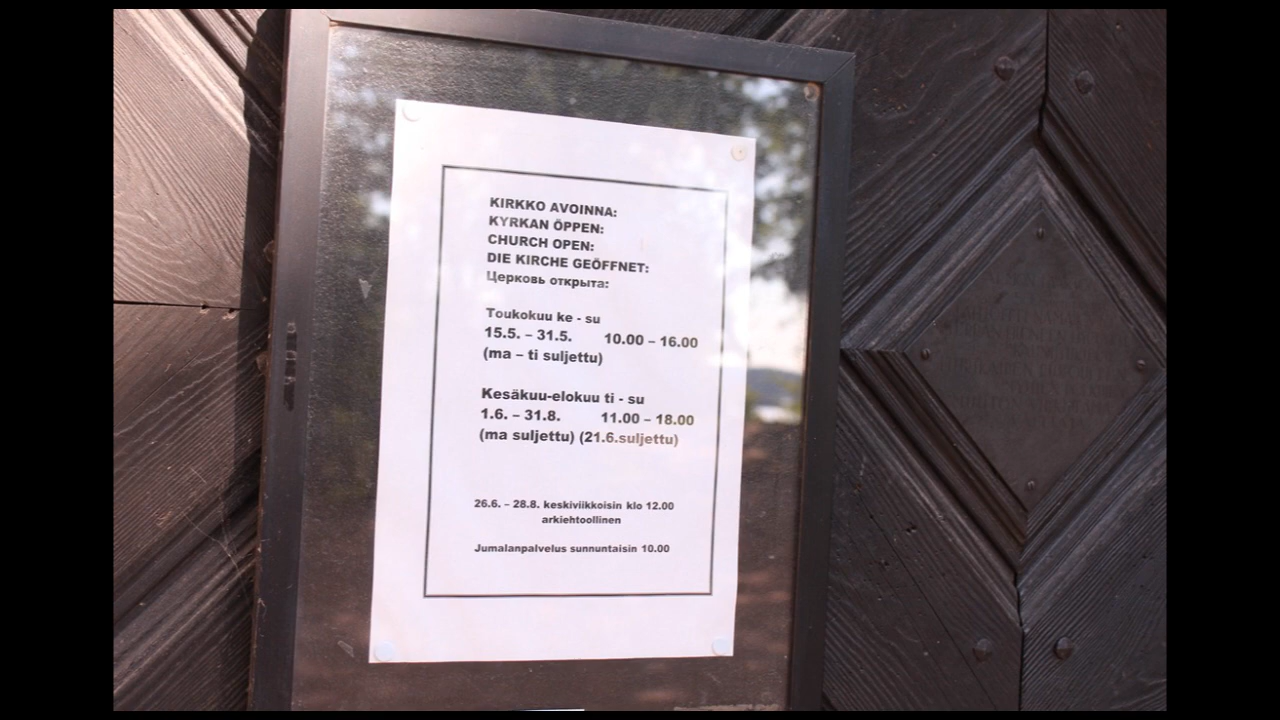 KIRKKO AVOINNA:
KYRKAN ÖPPEN:
CHURCH OPEN:
DIE KIRCHE GEÖFFNET:
Церковь открыта:
Toukokuu ke - su
15.5. – 31.5. 10.00 – 16.00
(ma – ti suljettu)
Kesäkuu-elokuu ti - su
1.6. – 31.8. 11.00 – 18.00
(ma suljettu) (21.6.suljettu)
26.6. – 28.8. keskiviikkoisin klo 12.00
arkiehtoollinen
Jumalanpalvelus sunnuntaisin 10.00